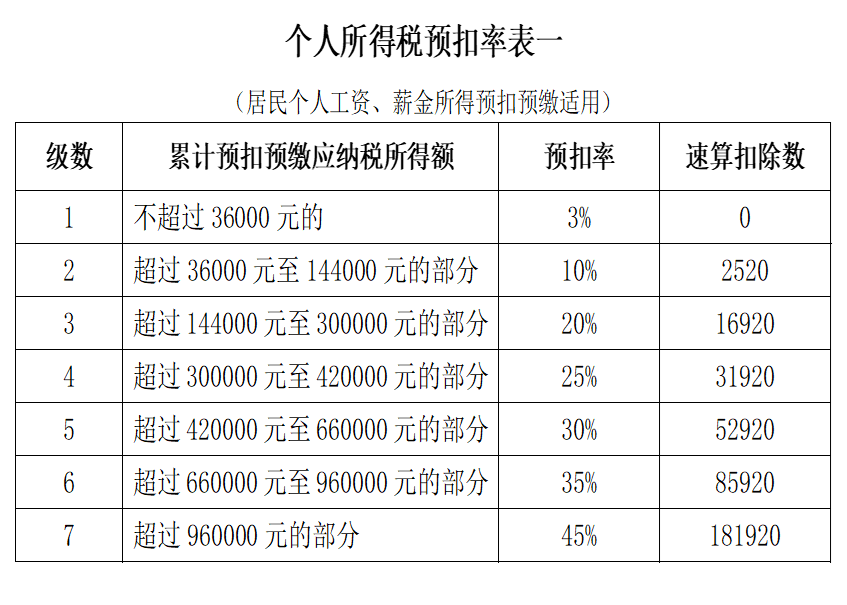 个人所得税预扣率表一
（居民个人工资、薪金所得预扣预缴适用）
级数 累计预扣预缴应纳税所得额 预扣率 速算扣除数
1 不超过 36000 元的 3% 0
2 超过 36000 元至 144000 元的部分 10% 2520
3 超过 144000 元至 300000 元的部分 20% 16920
4 超过 300000 元至 420000 元的部分 25% 31920
5 超过 420000 元至 660000 元的部分 30% 52920
6 超过 660000 元至 960000 元的部分 35% 85920
7 超过 960000 元的部分 45% 181920